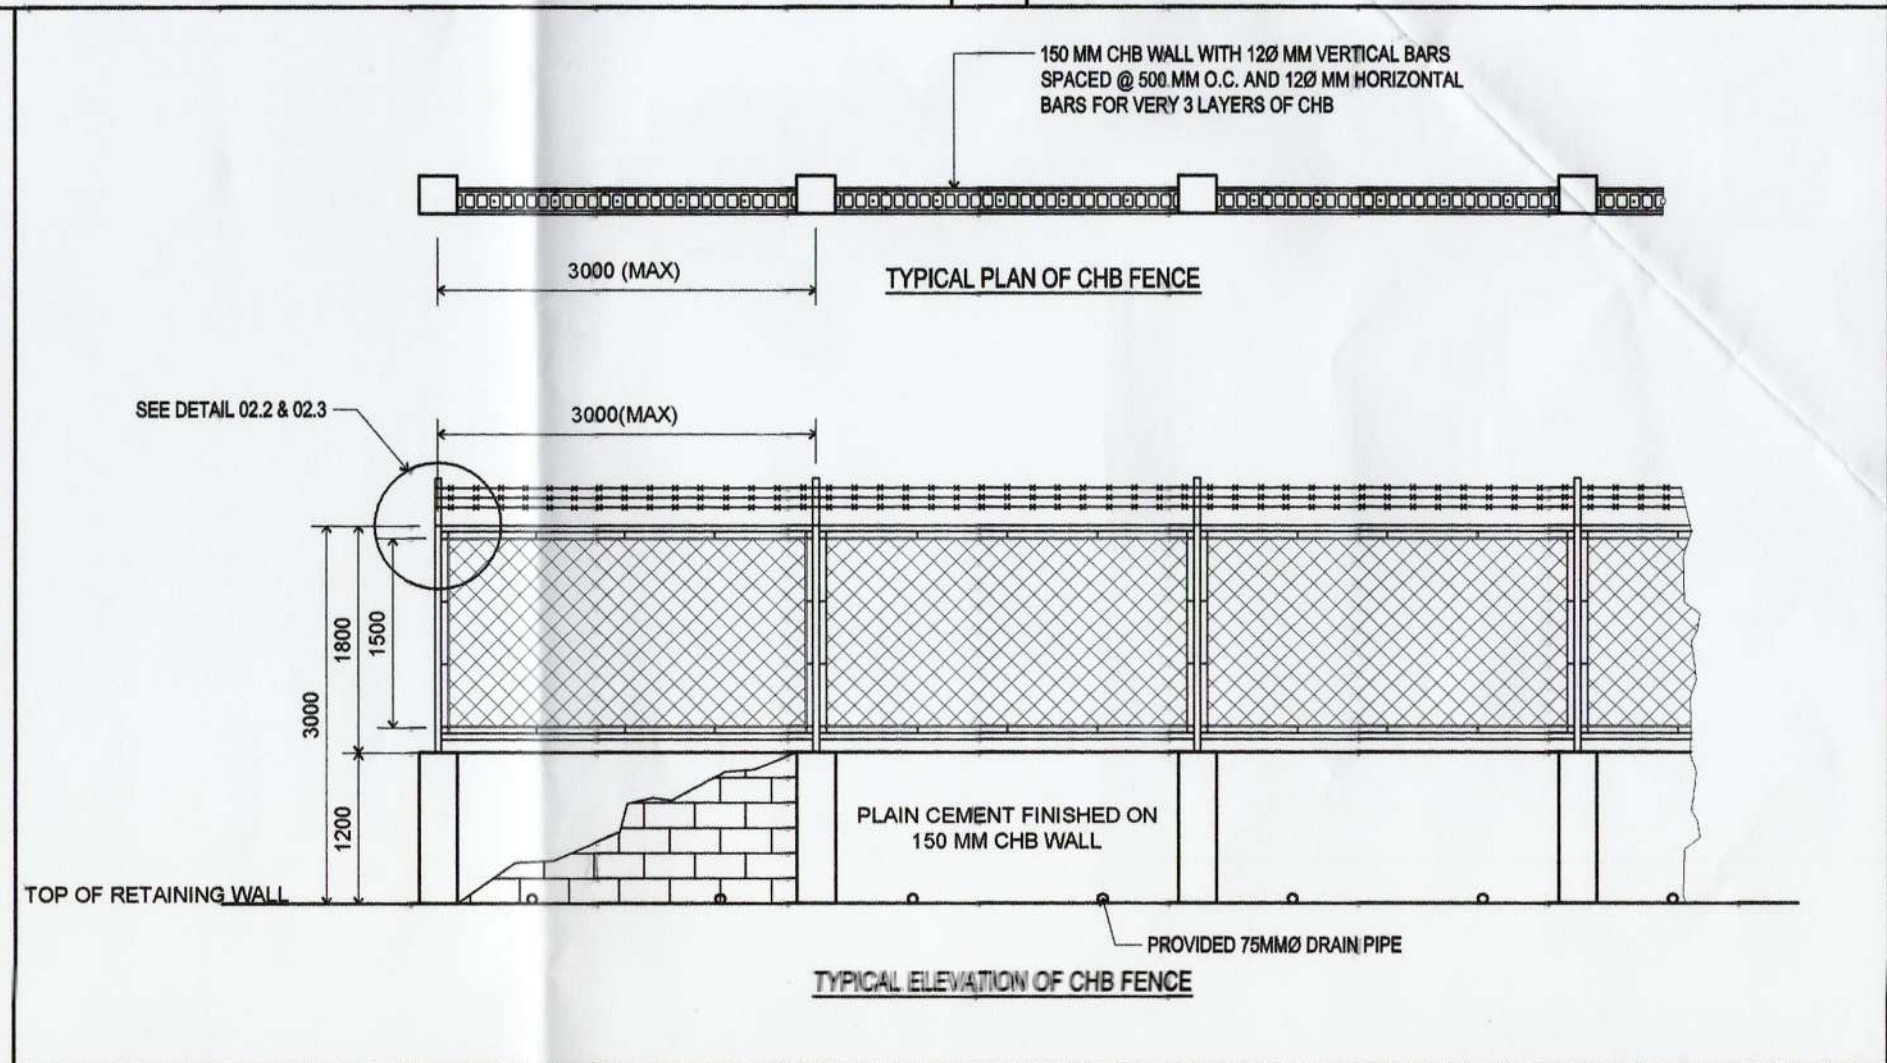 150 MM CHB WALL WITH 12Ø MM VERTICAL BARS
SPACED @ 500 MM O.C. AND 12Ø MM HORIZONTAL
BARS FOR VERY 3 LAYERS OF CHB
3000 (MAX)
TYPICAL PLAN OF CHB FENCE
SEE DETAIL 02.2 & 02.3
3000(MAX)
3000
1800
1500
1200
PLAIN CEMENT FINISHED ON
150 MM CHB WALL
TOP OF RETAINING WALL
PROVIDED 75MMØ DRAIN PIPE
TYPICAL ELEVATION OF CHB FENCE